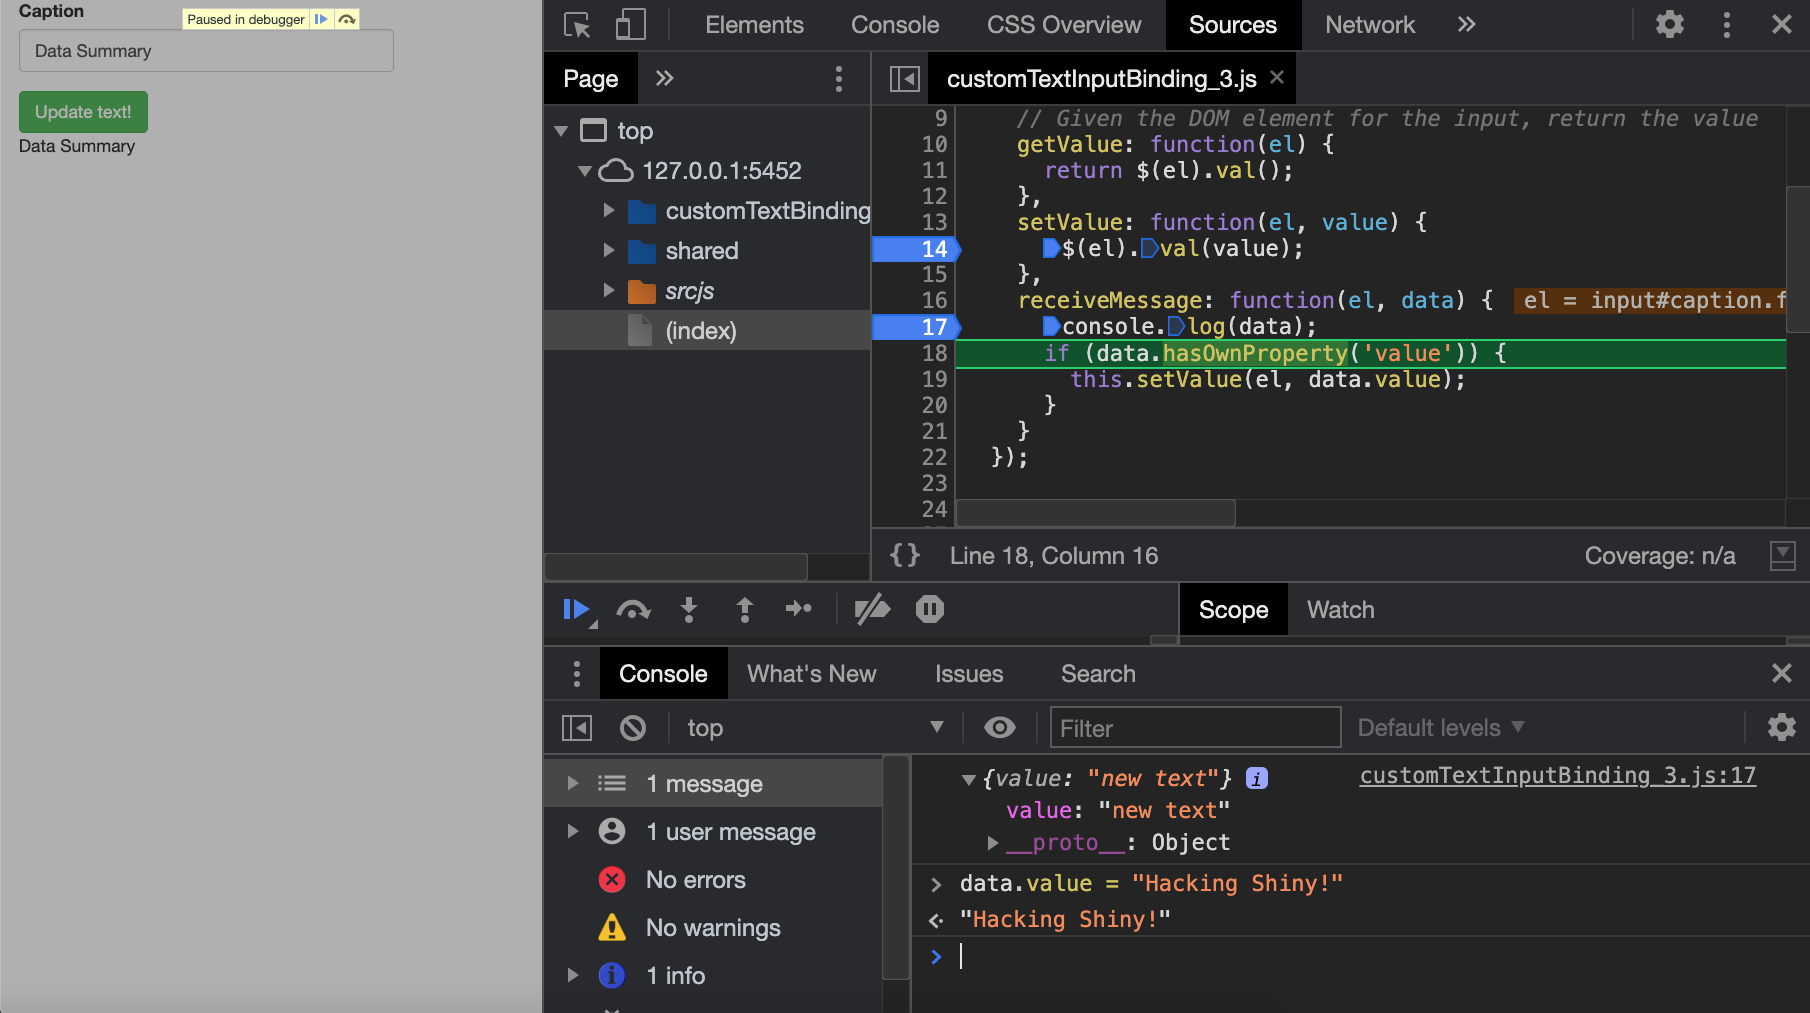 Caption
Paused in debugger
Data Summary
Update text!
Data Summary
Elements Console CSS Overview Sources Network
Page
customTextInputBinding_3.js
top
127.0.0.1:5452
customTextBinding
shared
srcjs
(index)
9 // Given the DOM element for the input, return the value
10 getValue: function(el) {
11 return $(el).val();
12 },
13 setValue: function(el, value) {
14 $(el).val(value);
15 },
16 receiveMessage: function(el, data) { el = input#caption.f
17 console.log(data);
18 if (data.hasOwnProperty('value')) {
19 this.setValue(el, data.value);
20 }
21 }
22 });
23
24
{} Line 18, Column 16 Coverage: n/a
Scope Watch
Console What's New Issues Search
top Filter Default levels
1 message
1 user message
No errors
No warnings
1 info
{value: "new text"} i customTextInputBinding_3.js:17
value: "new text"
__proto__: Object
> data.value = "Hacking Shiny!"
"Hacking Shiny!"
>